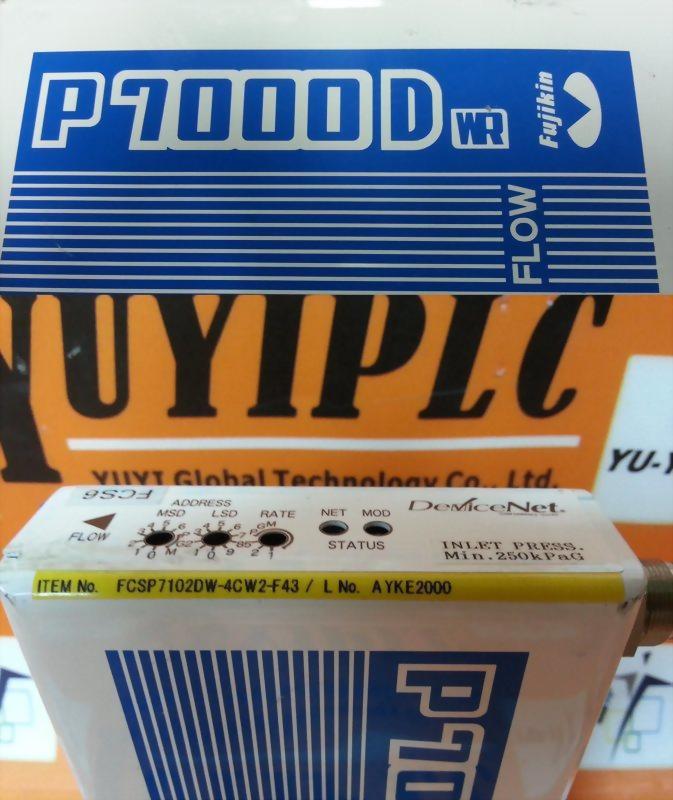 P7000D WR Fujikin
FLOW
YUYIPLC
YUYI Global Technology Co., Ltd.
YU-Y
FCS6
ADDRESS
MSD LSD RATE
NET MOD
STATUS
FLOW
DeviceNet
INLET PRESS.
Min.250kPaG
ITEM No. FCSP7102DW-4CW2-F43 / L No. AYKE2000
P70